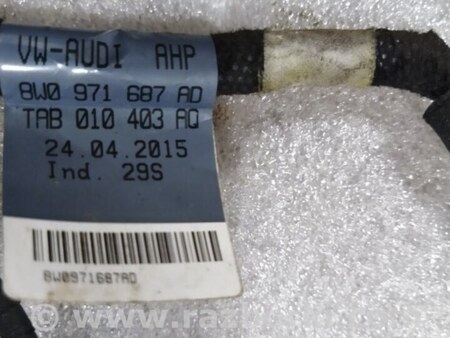 VW-AUDI AHP
8W0 971 687 AD
TAB 010 403 AQ
24.04.2015
Ind. 29S
8W0971687AD